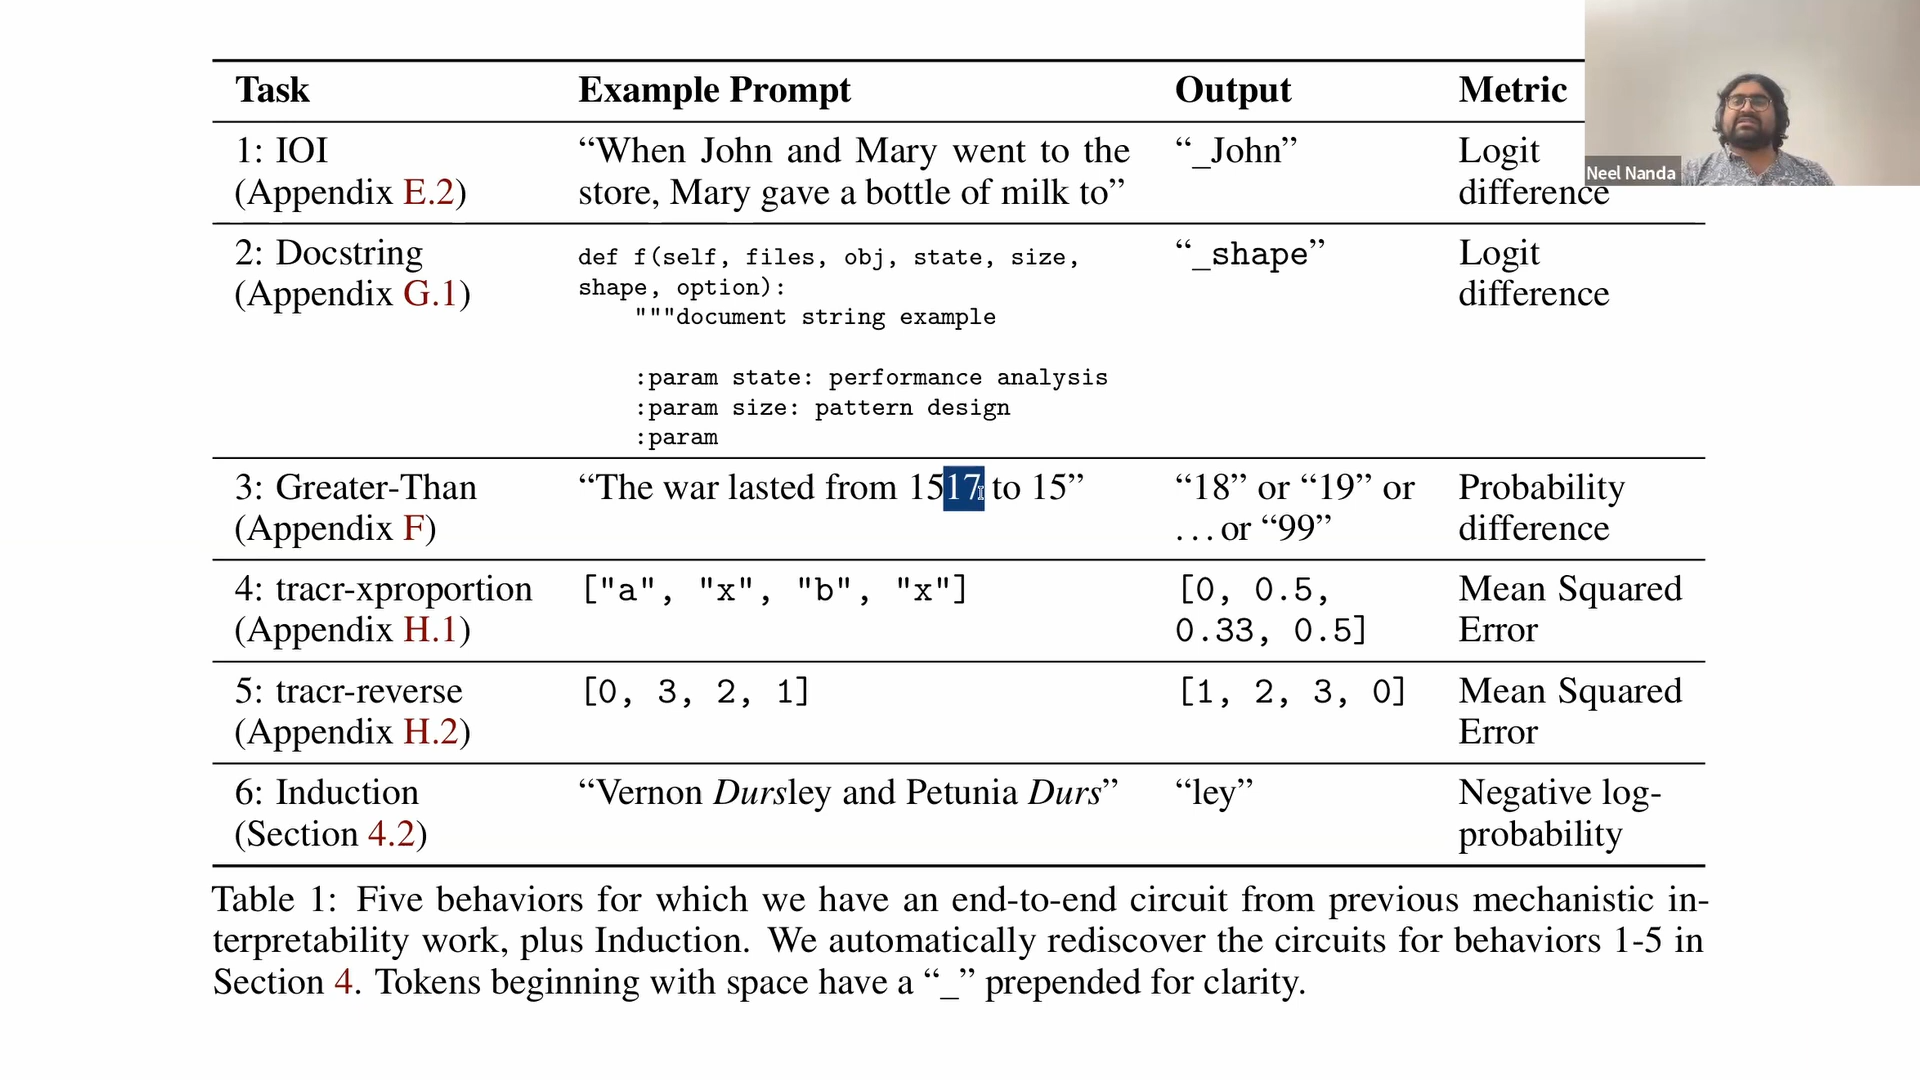 Task Example Prompt Output Metric
1: IOI “When John and Mary went to the “_John” Logit
(Appendix E.2) store, Mary gave a bottle of milk to” difference
Neel Nanda
2: Docstring def f(self, files, obj, state, size, “_shape” Logit
(Appendix G.1) shape, option): difference
"""document string example
:param state: performance analysis
:param size: pattern design
:param
3: Greater-Than “The war lasted from 1517 to 15” “18” or “19” or Probability
(Appendix F) ...or “99” difference
4: tracr-xproportion ["a", "x", "b", "x"] [0, 0.5, Mean Squared
(Appendix H.1) 0.33, 0.5] Error
5: tracr-reverse [0, 3, 2, 1] [1, 2, 3, 0] Mean Squared
(Appendix H.2) Error
6: Induction “Vernon Dursley and Petunia Durs” “ley” Negative log-
(Section 4.2) probability
Table 1: Five behaviors for which we have an end-to-end circuit from previous mechanistic in-
terpretability work, plus Induction. We automatically rediscover the circuits for behaviors 1-5 in
Section 4. Tokens beginning with space have a “_” prepended for clarity.